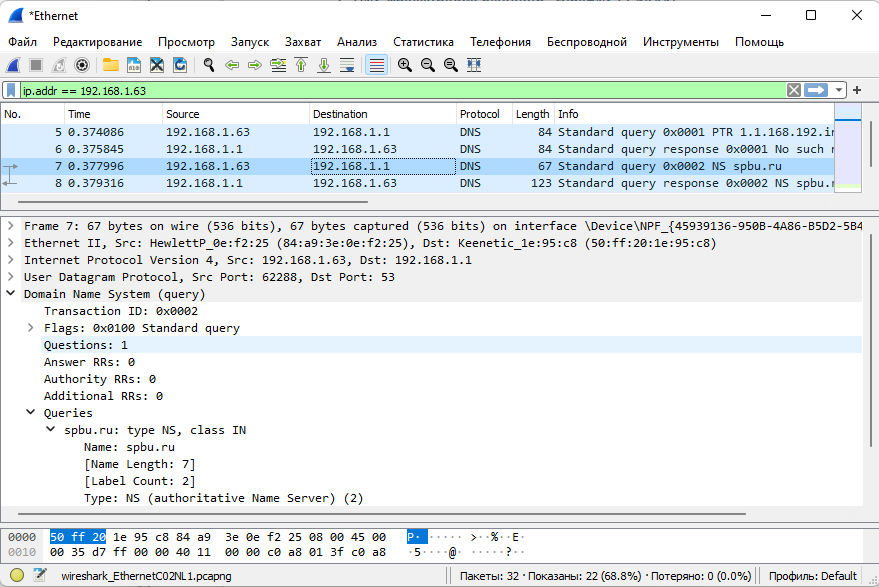 *Ethernet
Файл Редактирование Просмотр Запуск Захват Анализ Статистика Телефония Беспроводной Инструменты Помощь
ip.addr == 192.168.1.63
No. Time Source Destination Protocol Length Info
5 0.374086 192.168.1.63 192.168.1.1 DNS 84 Standard query 0x0001 PTR 1.1.168.192.in
6 0.375845 192.168.1.1 192.168.1.63 DNS 84 Standard query response 0x0001 No such n
7 0.377996 192.168.1.63 192.168.1.1 DNS 67 Standard query 0x0002 NS spbu.ru
8 0.379316 192.168.1.1 192.168.1.63 DNS 123 Standard query response 0x0002 NS spbu.r
Frame 7: 67 bytes on wire (536 bits), 67 bytes captured (536 bits) on interface \Device\NPF_{45939136-950B-4A86-B5D2-5B4
Ethernet II, Src: HewlettP_0e:f2:25 (84:a9:3e:0e:f2:25), Dst: Keenetic_1e:95:c8 (50:ff:20:1e:95:c8)
Internet Protocol Version 4, Src: 192.168.1.63, Dst: 192.168.1.1
User Datagram Protocol, Src Port: 62288, Dst Port: 53
Domain Name System (query)
Transaction ID: 0x0002
Flags: 0x0100 Standard query
Questions: 1
Answer RRs: 0
Authority RRs: 0
Additional RRs: 0
Queries
spbu.ru: type NS, class IN
Name: spbu.ru
[Name Length: 7]
[Label Count: 2]
Type: NS (authoritative Name Server) (2)
0000 50 ff 20 1e 95 c8 84 a9 3e 0e f2 25 08 00 45 00 P· ····· >··%··E·
0010 00 35 d7 ff 00 00 40 11 00 00 c0 a8 01 3f c0 a8 ·5····@· ·····?··
wireshark_EthernetC02NL1.pcapng Пакеты: 32 · Показаны: 22 (68.8%) · Потеряно: 0 (0.0%) Профиль: Default